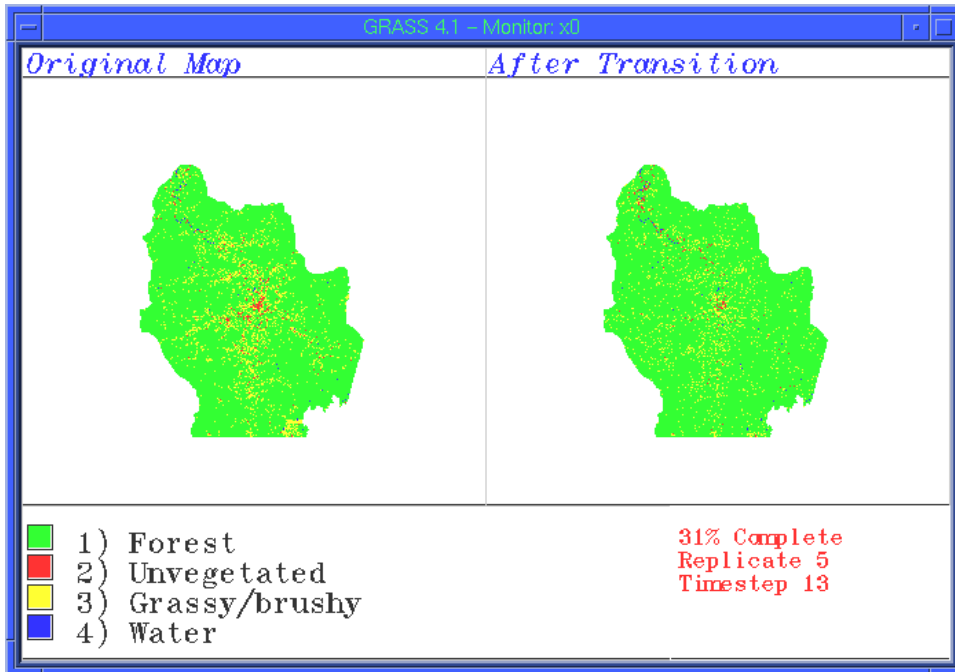 GRASS 4.1 – Monitor: x0
Original Map
After Transition
1) Forest
2) Unvegetated
3) Grassy/brushy
4) Water
31% Complete
Replicate 5
Timestep 13